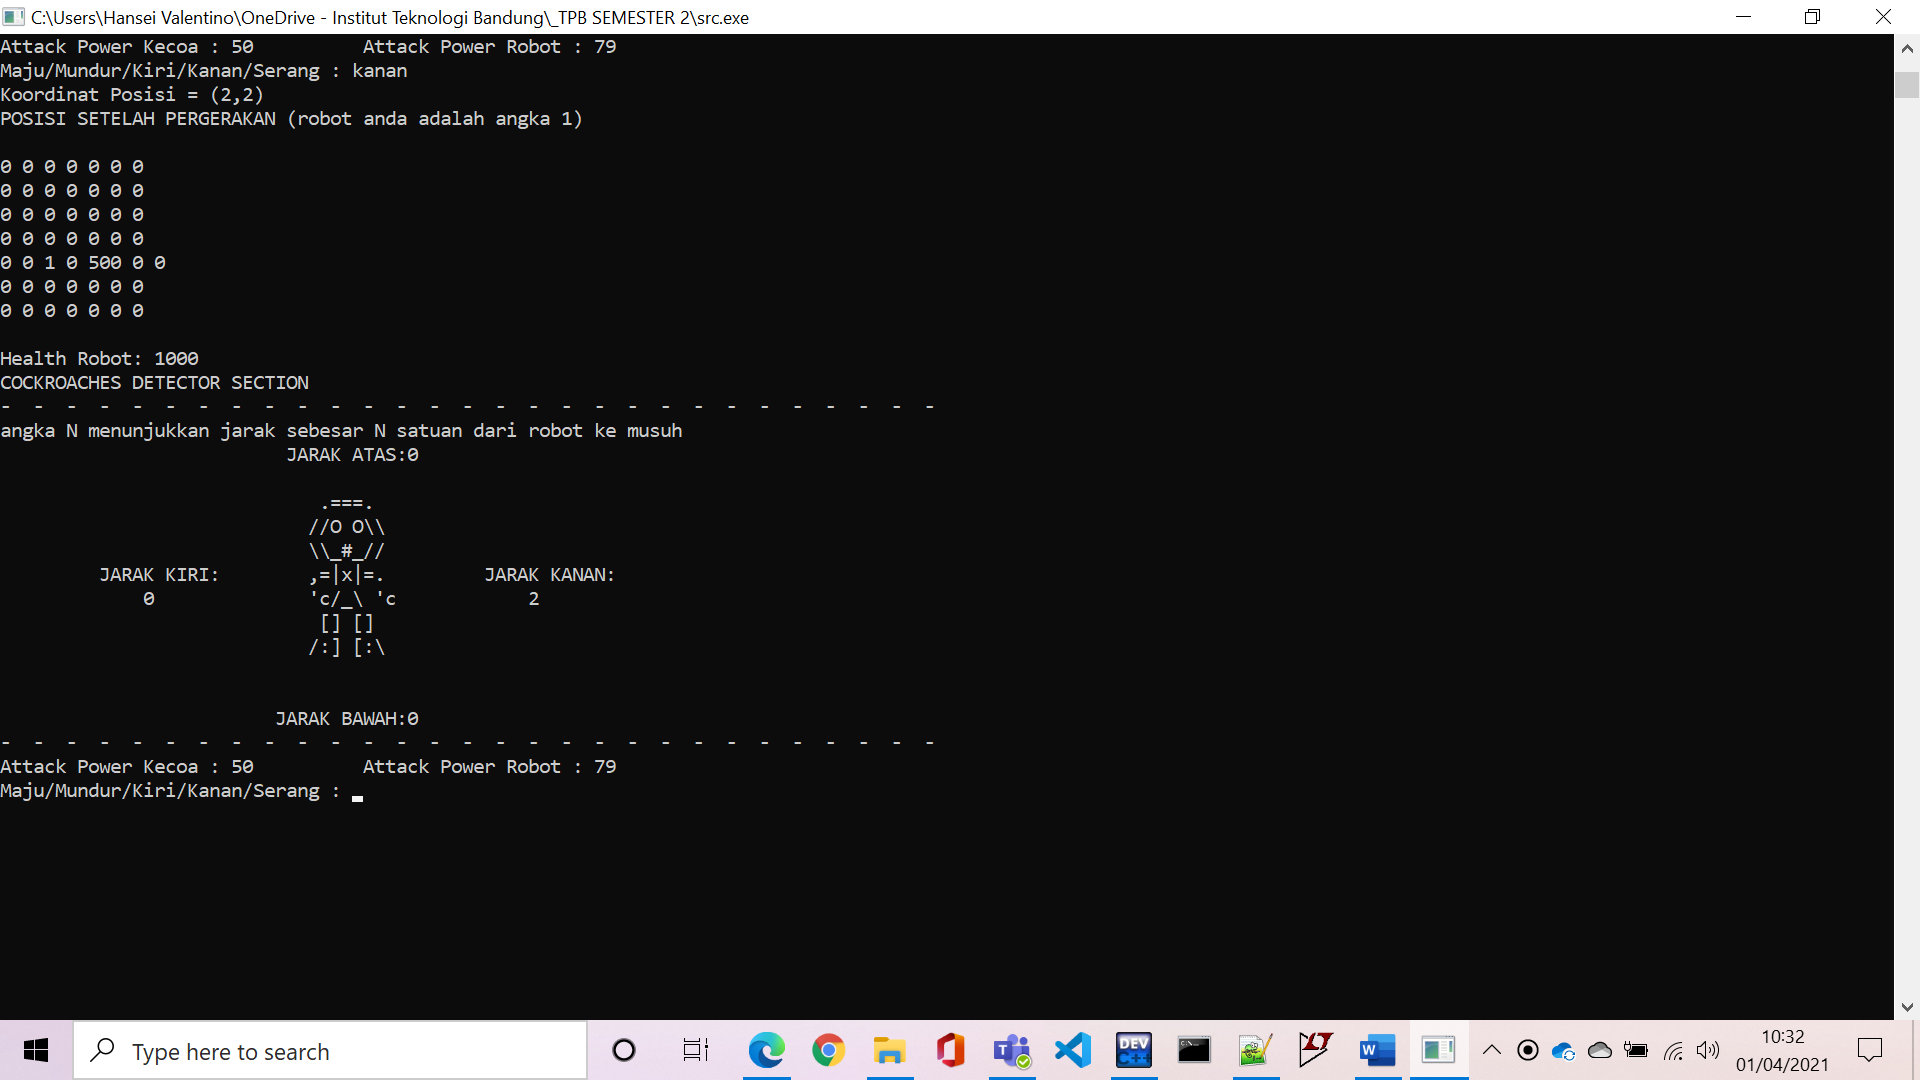 C:\Users\Hansei Valentino\OneDrive - Institut Teknologi Bandung\_TPB SEMESTER 2\src.exe
Attack Power Kecoa : 50          Attack Power Robot : 79
Maju/Mundur/Kiri/Kanan/Serang : kanan
Koordinat Posisi = (2,2)
POSISI SETELAH PERGERAKAN (robot anda adalah angka 1)
0 0 0 0 0 0 0
0 0 0 0 0 0 0
0 0 0 0 0 0 0
0 0 0 0 0 0 0
0 0 1 0 500 0 0
0 0 0 0 0 0 0
0 0 0 0 0 0 0
Health Robot: 1000
COCKROACHES DETECTOR SECTION
-  -  -  -  -  -  -  -  -  -  -  -  -  -  -  -  -  -  -  -  -  -  -  -  -  -  -  -  -
angka N menunjukkan jarak sebesar N satuan dari robot ke musuh
                          JARAK ATAS:0
                             .===.
                            //O O\\
                            \\_#_//
         JARAK KIRI:        ,=|x|=.         JARAK KANAN:
             0              'c/_\ 'c            2
                             [] []
                            /:] [:\
                         JARAK BAWAH:0
-  -  -  -  -  -  -  -  -  -  -  -  -  -  -  -  -  -  -  -  -  -  -  -  -  -  -  -  -
Attack Power Kecoa : 50          Attack Power Robot : 79
Maju/Mundur/Kiri/Kanan/Serang : _
Type here to search
DEV C++
C:\
LT
W
T
10:32
01/04/2021